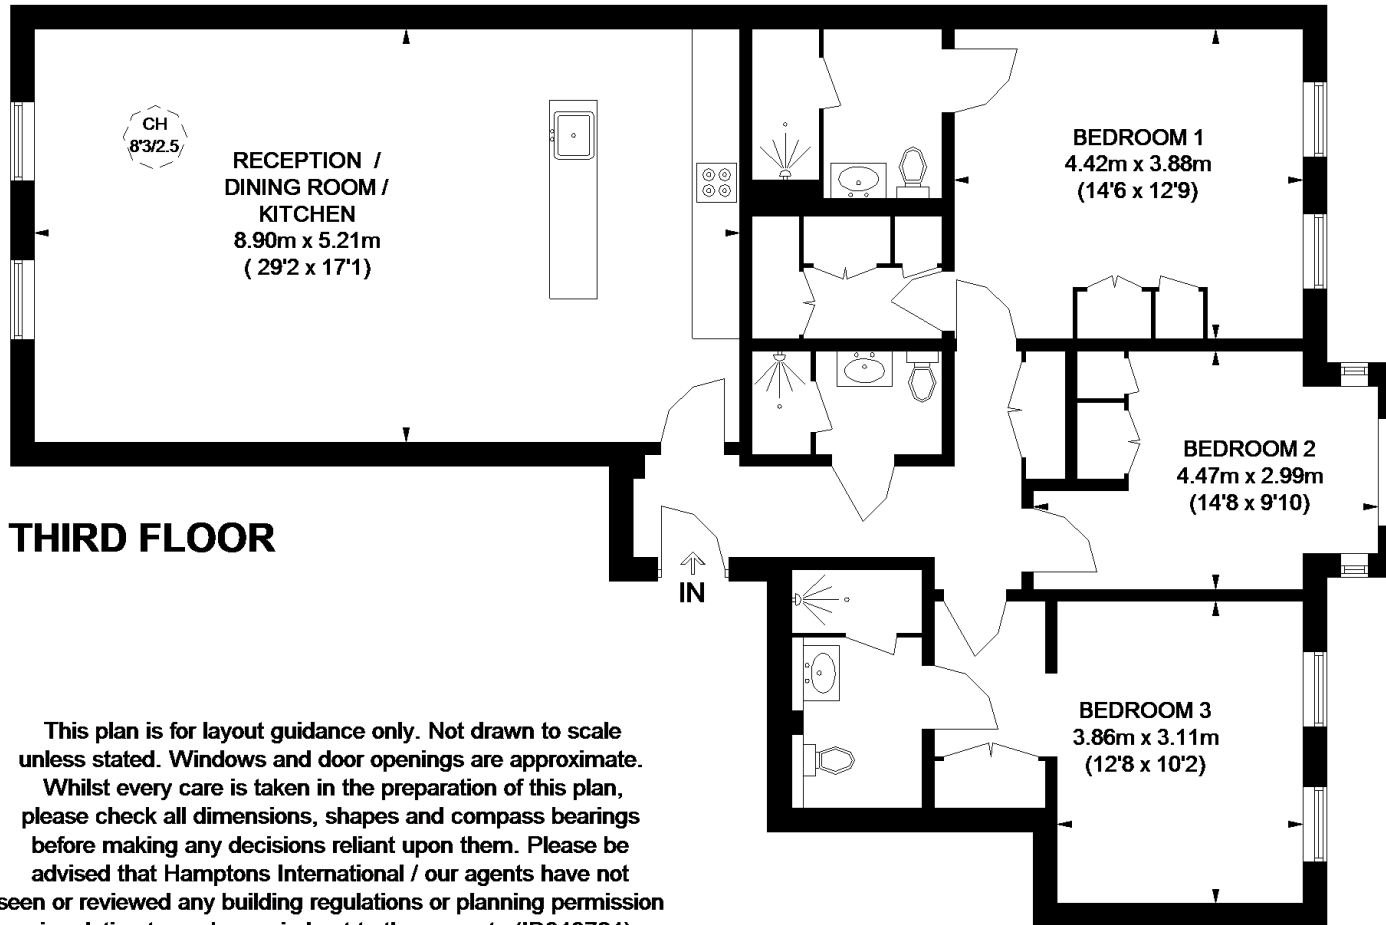 CH
8'3/2.5
RECEPTION /
DINING ROOM /
KITCHEN
8.90m x 5.21m
( 29'2 x 17'1)
BEDROOM 1
4.42m x 3.88m
(14'6 x 12'9)
BEDROOM 2
4.47m x 2.99m
(14'8 x 9'10)
THIRD FLOOR
IN
BEDROOM 3
3.86m x 3.11m
(12'8 x 10'2)
This plan is for layout guidance only. Not drawn to scale
unless stated. Windows and door openings are approximate.
Whilst every care is taken in the preparation of this plan,
please check all dimensions, shapes and compass bearings
before making any decisions reliant upon them. Please be
advised that Hamptons International / our agents have not
seen or reviewed any building regulations or planning permission